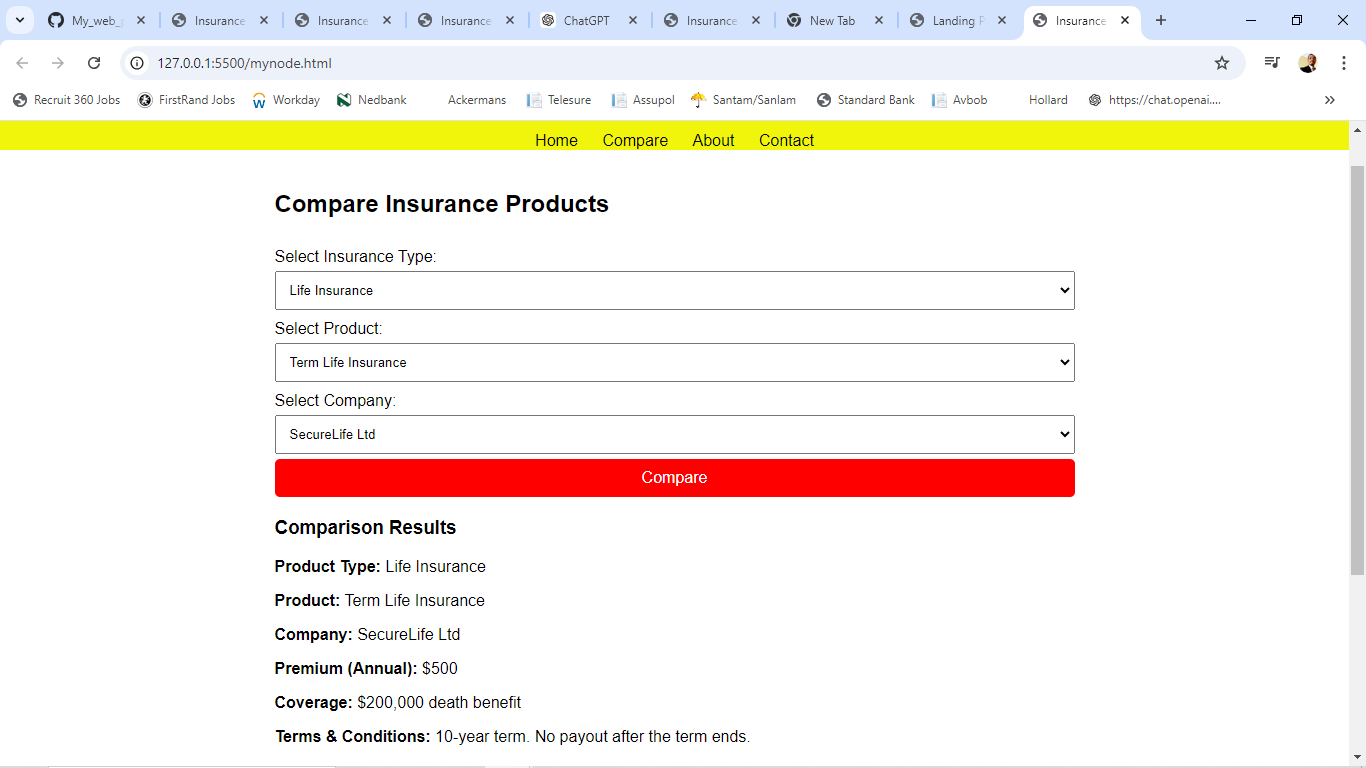 My_web_p Insurance Insurance Insurance ChatGPT Insurance New Tab Landing P Insurance
127.0.0.1:5500/mynode.html
Recruit 360 Jobs FirstRand Jobs Workday Nedbank Ackermans Telesure Assupol Santam/Sanlam Standard Bank Avbob Hollard https://chat.openai....
Home Compare About Contact
Compare Insurance Products
Select Insurance Type:
Life Insurance
Select Product:
Term Life Insurance
Select Company:
SecureLife Ltd
Compare
Comparison Results
Product Type: Life Insurance
Product: Term Life Insurance
Company: SecureLife Ltd
Premium (Annual): $500
Coverage: $200,000 death benefit
Terms & Conditions: 10-year term. No payout after the term ends.